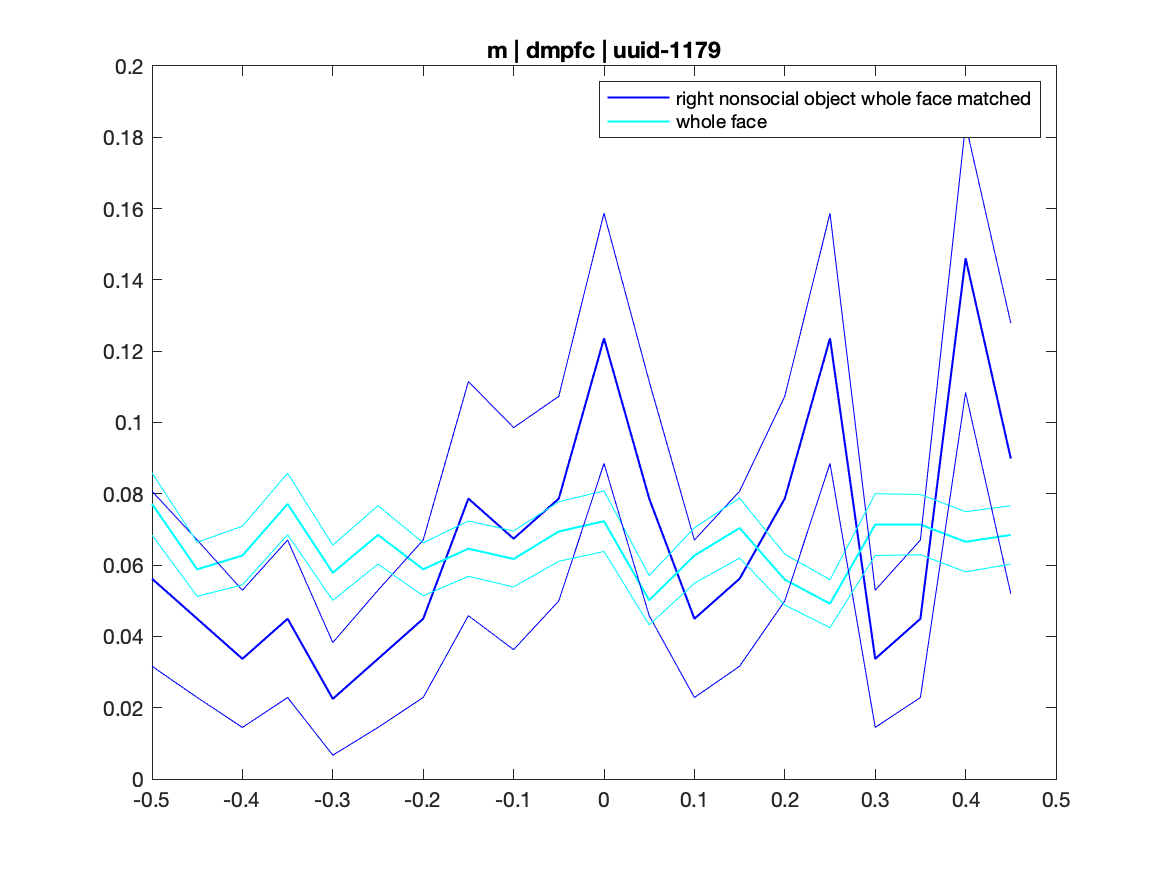 m | dmpfc | uuid-1179
right nonsocial object whole face matched
whole face
0.2
0.18
0.16
0.14
0.12
0.1
0.08
0.06
0.04
0.02
0
-0.5 -0.4 -0.3 -0.2 -0.1 0 0.1 0.2 0.3 0.4 0.5